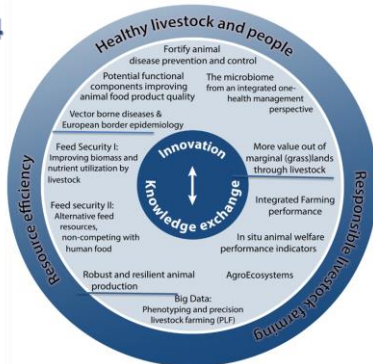 Healthy livestock and people
Fortify animal
disease prevention and control
Potential functional
components improving
animal food product quality
The microbiome
from an integrated one-
health management
perspective
Vector borne diseases &
European border epidemiology
Feed Security I:
Improving biomass and
nutrient utilization by
livestock
Innovation
Knowledge exchange
More value out of
marginal (grass)lands
through livestock
Resource efficiency
Feed security II:
Alternative feed
resources,
non-competing with
human food
Integrated Farming
performance
In situ animal welfare
performance indicators
Responsible livestock farming
Robust and resilient animal
production
AgroEcosystems
Big Data:
Phenotyping and precision
livestock farming (PLF)